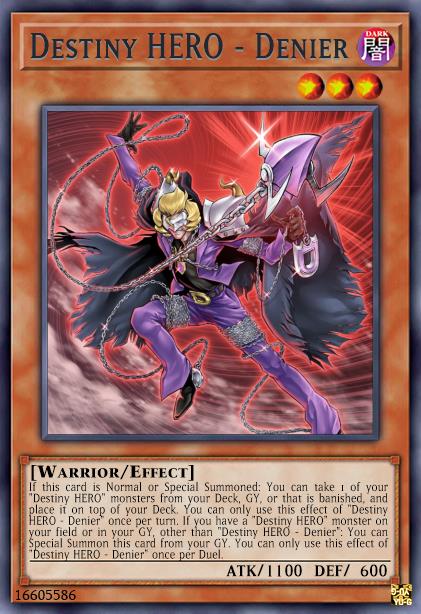 DESTINY HERO - DENIER
DARK
闇
[WARRIOR/EFFECT]
If this card is Normal or Special Summoned: You can take 1 of your
"Destiny HERO" monsters from your Deck, GY, or that is banished, and
place it on top of your Deck. You can only use this effect of "Destiny
HERO - Denier" once per turn. If you have a "Destiny HERO" monster on
your field or in your GY, other than "Destiny HERO - Denier": You can
Special Summon this card from your GY. You can only use this effect of
"Destiny HERO - Denier" once per Duel.
ATK/1100 DEF/ 600
16605586